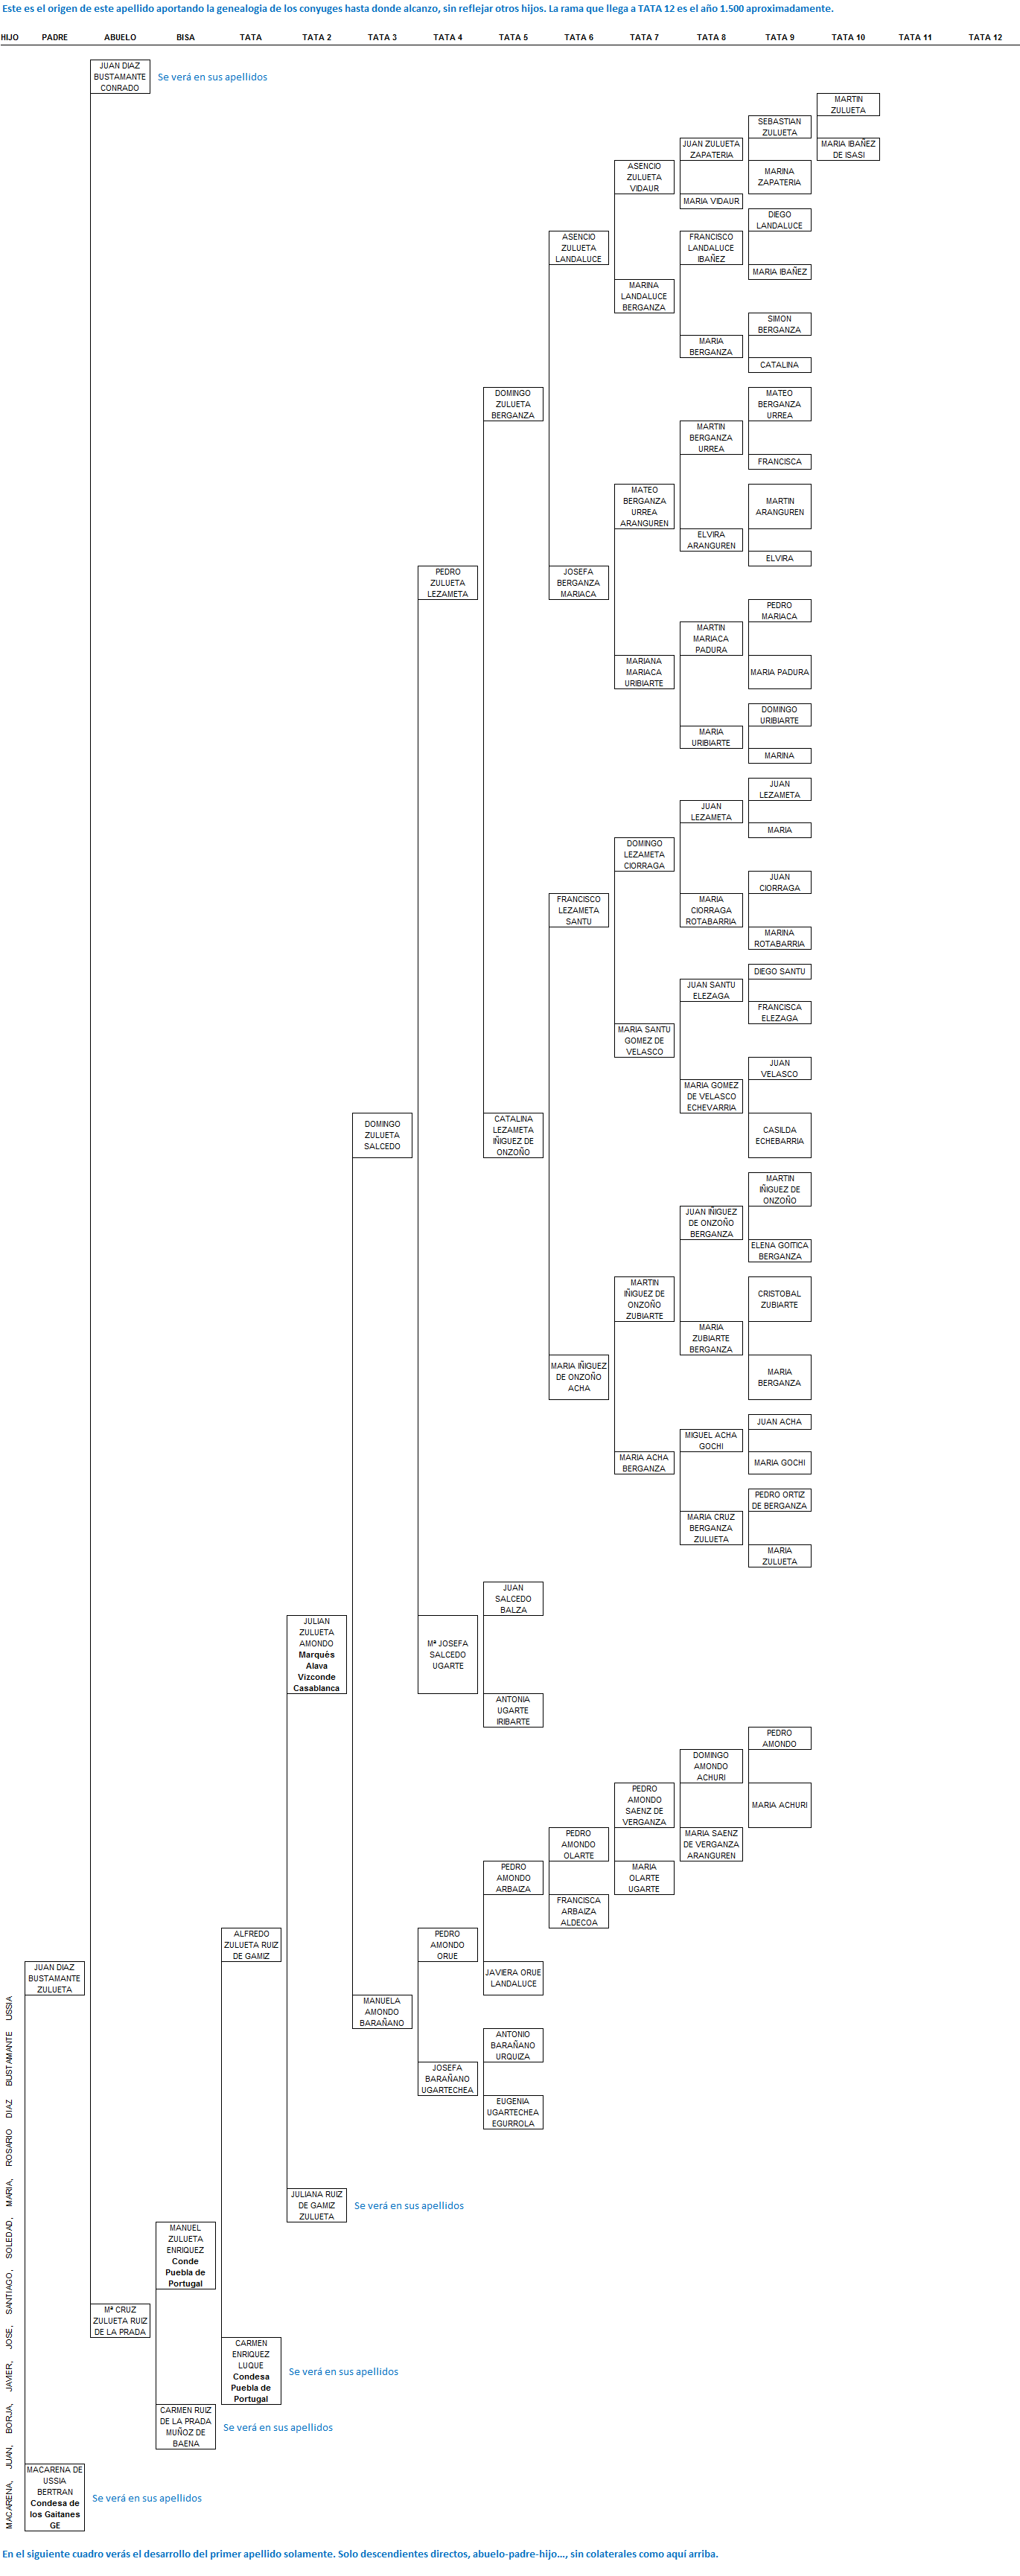 Este es el origen de este apellido aportando la genealogia de los conyuges hasta donde alcanzo, sin reflejar otros hijos. La rama que llega a TATA 12 es el año 1.500 aproximadamente.
HIJO PADRE ABUELO BISA TATA TATA 2 TATA 3 TATA 4 TATA 5 TATA 6 TATA 7 TATA 8 TATA 9 TATA 10 TATA 11 TATA 12
JUAN DIAZ
BUSTAMANTE
CONRADO
Se verá en sus apellidos
MARTIN
ZULUETA
SEBASTIAN
ZULUETA
JUAN ZULUETA
ZAPATERIA
MARIA IBAÑEZ
DE ISASI
ASENCIO
ZULUETA
VIDAUR
MARINA
ZAPATERIA
MARIA VIDAUR
DIEGO
LANDALUCE
ASENCIO
ZULUETA
LANDALUCE
FRANCISCO
LANDALUCE
IBAÑEZ
MARIA IBAÑEZ
MARINA
LANDALUCE
BERGANZA
SIMON
BERGANZA
MARIA
BERGANZA
CATALINA
DOMINGO
ZULUETA
BERGANZA
MATEO
BERGANZA
URREA
MARTIN
BERGANZA
URREA
FRANCISCA
MATEO
BERGANZA
URREA
ARANGUREN
MARTIN
ARANGUREN
ELVIRA
ARANGUREN
ELVIRA
PEDRO
ZULUETA
LEZAMETA
JOSEFA
BERGANZA
MARIACA
PEDRO
MARIACA
MARTIN
MARIACA
PADURA
MARIANA
MARIACA
URIBIARTE
MARIA PADURA
DOMINGO
URIBIARTE
MARIA
URIBIARTE
MARINA
JUAN
LEZAMETA
JUAN
LEZAMETA
MARIA
DOMINGO
LEZAMETA
CIORRAGA
JUAN
CIORRAGA
FRANCISCO
LEZAMETA
SANTU
MARIA
CIORRAGA
ROTABARRIA
MARINA
ROTABARRIA
DIEGO SANTU
JUAN SANTU
ELEZAGA
FRANCISCA
ELEZAGA
MARIA SANTU
GOMEZ DE
VELASCO
JUAN
VELASCO
MARIA GOMEZ
DE VELASCO
ECHEVARRIA
DOMINGO
ZULUETA
SALCEDO
CATALINA
LEZAMETA
IÑIGUEZ DE
ONZOÑO
CASILDA
ECHEBARRIA
MARTIN
IÑIGUEZ DE
ONZOÑO
JUAN IÑIGUEZ
DE ONZOÑO
BERGANZA
ELENA GOITICA
BERGANZA
MARTIN
IÑIGUEZ DE
ONZOÑO
ZUBIARTE
CRISTOBAL
ZUBIARTE
MARIA
ZUBIARTE
BERGANZA
MARIA IÑIGUEZ
DE ONZOÑO
ACHA
MARIA
BERGANZA
JUAN ACHA
MIGUEL ACHA
GOCHI
MARIA ACHA
BERGANZA
MARIA GOCHI
PEDRO ORTIZ
DE BERGANZA
MARIA CRUZ
BERGANZA
ZULUETA
MARIA
ZULUETA
JUAN
SALCEDO
BALZA
JULIAN
ZULUETA
AMONDO
Marqués
Alava
Vizconde
Casablanca
Mª JOSEFA
SALCEDO
UGARTE
ANTONIA
UGARTE
IRIBARTE
PEDRO
AMONDO
DOMINGO
AMONDO
ACHURI
PEDRO
AMONDO
SAENZ DE
VERGANZA
MARIA ACHURI
PEDRO
AMONDO
OLARTE
MARIA SAENZ
DE VERGANZA
ARANGUREN
PEDRO
AMONDO
ARBAIZA
MARIA
OLARTE
UGARTE
FRANCISCA
ARBAIZA
ALDECOA
ALFREDO
ZULUETA RUIZ
DE GAMIZ
PEDRO
AMONDO
ORUE
JUAN DIAZ
BUSTAMANTE
ZULUETA
JAVIERA ORUE
LANDALUCE
MANUELA
AMONDO
BARAÑANO
ANTONIO
BARAÑANO
URQUIZA
JOSEFA
BARAÑANO
UGARTECHEA
EUGENIA
UGARTECHEA
EGURROLA
JULIANA RUIZ
DE GAMIZ
ZULUETA
Se verá en sus apellidos
MANUEL
ZULUETA
ENRIQUEZ
Conde
Puebla de
Portugal
Mª CRUZ
ZULUETA RUIZ
DE LA PRADA
CARMEN
ENRIQUEZ
LUQUE
Condesa
Puebla de
Portugal
Se verá en sus apellidos
CARMEN RUIZ
DE LA PRADA
MUÑOZ DE
BAENA
Se verá en sus apellidos
MACARENA DE
USSIA
BERTRAN
Condesa de
los Gaitanes
GE
Se verá en sus apellidos
MACARENA, JUAN, BORJA, JAVIER, JOSE, SANTIAGO, SOLEDAD, MARIA, ROSARIO DIAZ BUSTAMANTE USSIA
En el siguiente cuadro verás el desarrollo del primer apellido solamente. Solo descendientes directos, abuelo-padre-hijo..., sin colaterales como aquí arriba.